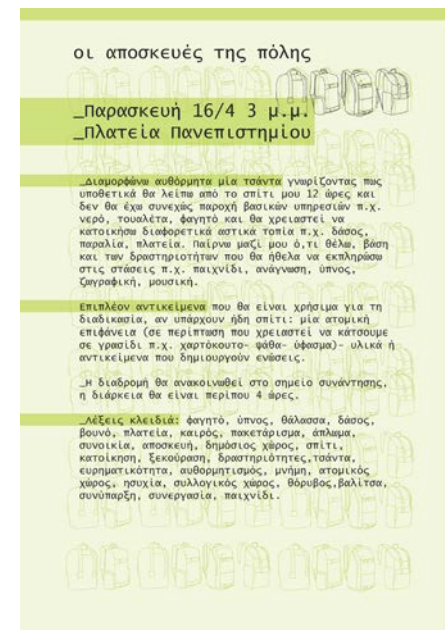 οι αποσκευές της πόλης
_Παρασκευή 16/4 3 μ.μ.
_Πλατεία Πανεπιστημίου
_Διαμορφώνω αυθόρμητα μία τσάντα γνωρίζοντας πως
υποθετικά θα λείπω από το σπίτι μου 12 ώρες και
δεν θα έχω συνεχώς παροχή βασικών υπηρεσιών π.χ.
νερό, τουαλέτα, φαγητό και θα χρειαστεί να
κατοικήσω διαφορετικά αστικά τοπία π.χ. δάσος,
παραλία, πλατεία. Παίρνω μαζί μου ό,τι θέλω, βάση
και των δραστηριοτήτων που θα ήθελα να εκπληρώσω
στις στάσεις π.χ. παιχνίδι, ανάγνωση, ύπνος,
ζωγραφική, μουσική.
Επιπλέον αντικείμενα που θα είναι χρήσιμα για τη
διαδικασία, αν υπάρχουν ήδη σπίτι: μία ατομική
επιφάνεια (σε περίπτωση που χρειαστεί να κάτσουμε
σε γρασίδι π.χ. χαρτόκουτο- ψάθα- ύφασμα)- υλικά ή
αντικείμενα που δημιουργούν ενώσεις.
_Η διαδρομή θα ανακοινωθεί στο σημείο συνάντησης,
η διάρκεια θα είναι περίπου 4 ώρες.
_Λέξεις κλειδιά: φαγητό, ύπνος, θάλασσα, δάσος,
βουνό, πλατεία, καιρός, πακετάρισμα, άπλωμα,
συνοικία, αποσκευή, δημόσιος χώρος, σπίτι,
κατοίκηση, ξεκούραση, δραστηριότητες,τσάντα,
ευρηματικότητα, αυθορμητισμός, μνήμη, ατομικός
χώρος, ησυχία, συλλογικός χώρος, θόρυβος,βαλίτσα,
συνύπαρξη, συνεργασία, παιχνίδι.